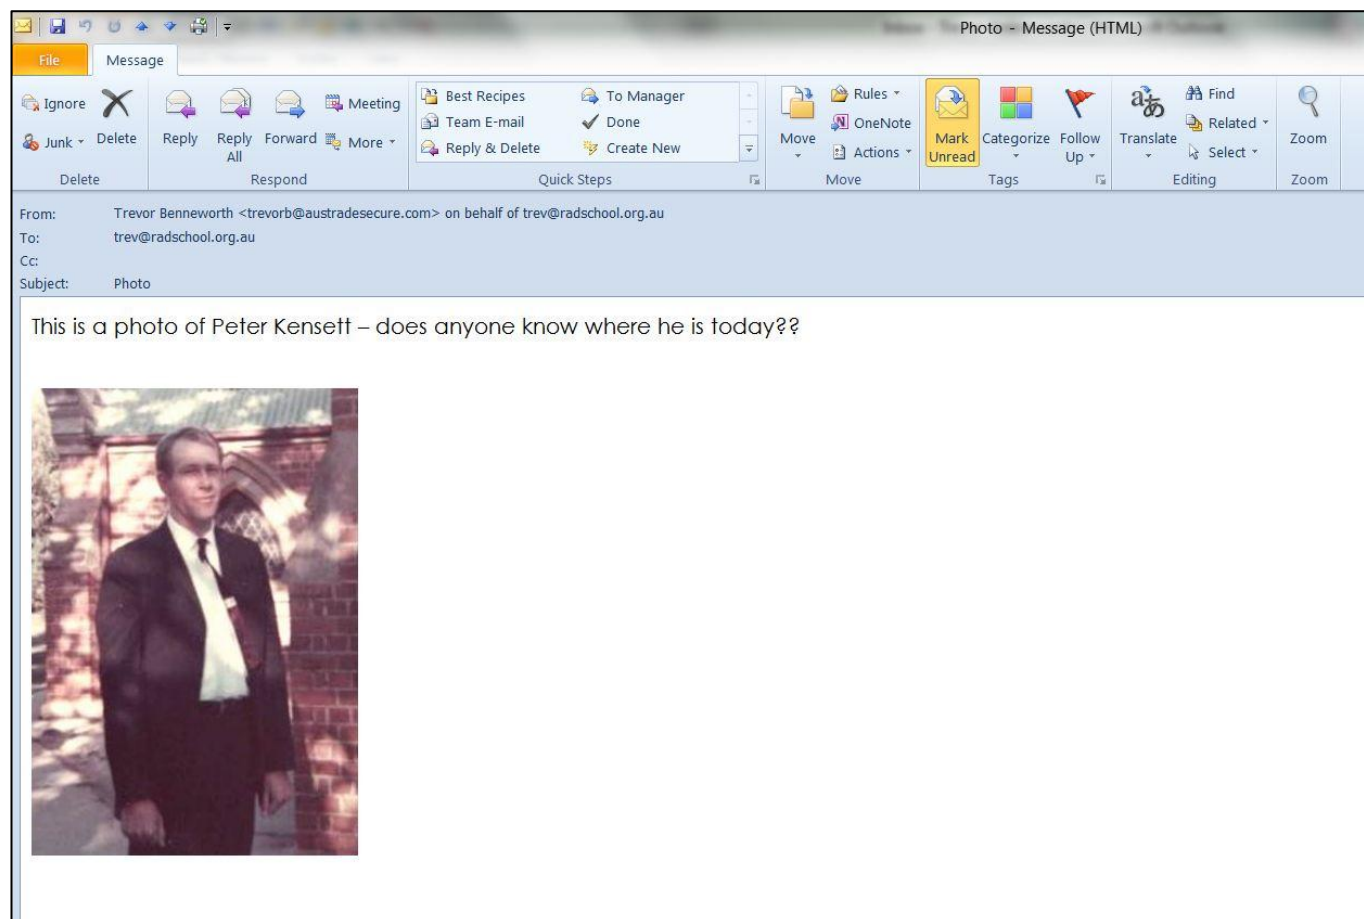 Photo - Message (HTML)
File Message
Ignore
Junk
Delete
Delete
Reply
Reply All
Forward
Meeting
More
Respond
Best Recipes To Manager
Team E-mail Done
Reply & Delete Create New
Quick Steps
Move
Rules
OneNote
Actions
Move
Mark Unread
Categorize
Follow Up
Tags
Translate
Find
Related
Select
Editing
Zoom
Zoom
From: Trevor Benneworth <trevorb@austradesecure.com> on behalf of trev@radschool.org.au
To: trev@radschool.org.au
Cc:
Subject: Photo
This is a photo of Peter Kensett – does anyone know where he is today??